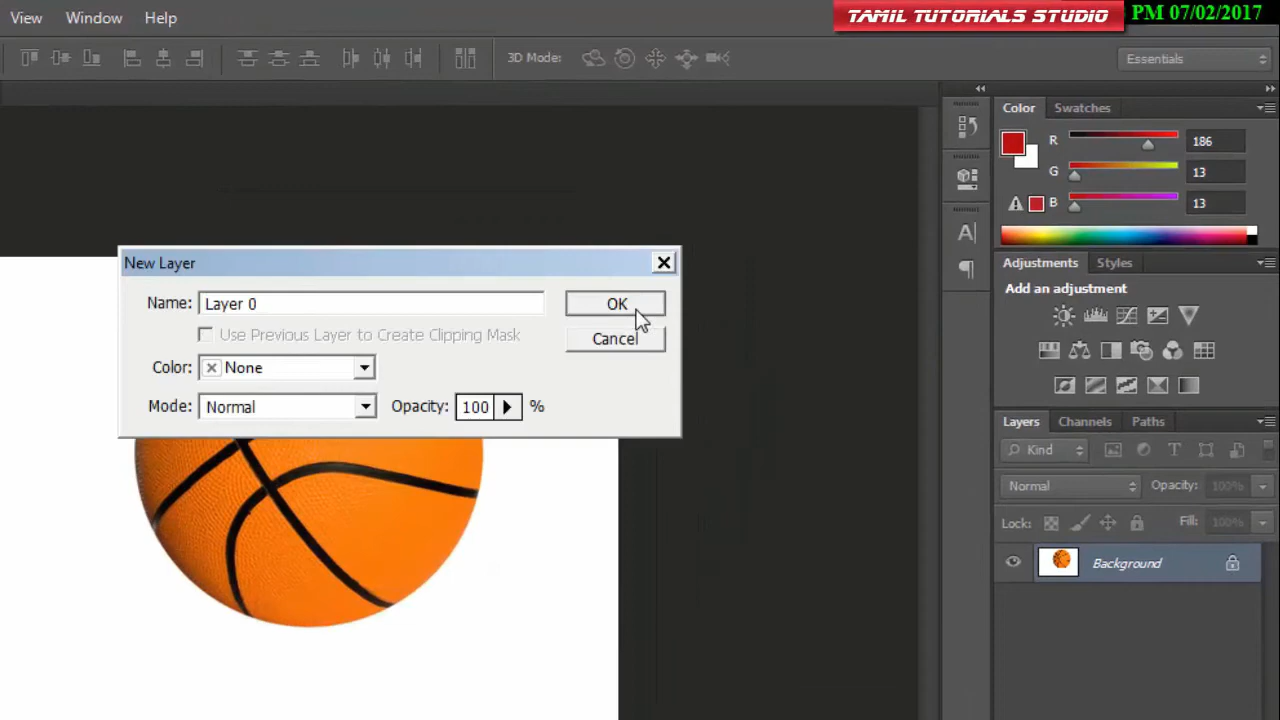 View Window Help
TAMIL TUTORIALS STUDIO
PM 07/02/2017
3D Mode:
Essentials
Color Swatches
R 186
G 13
B 13
New Layer
Name: Layer 0
OK
Use Previous Layer to Create Clipping Mask
Cancel
Color: None
Mode: Normal Opacity: 100 %
Adjustments Styles
Add an adjustment
Layers Channels Paths
Kind
Normal Opacity: 100%
Lock: Fill: 100%
Background